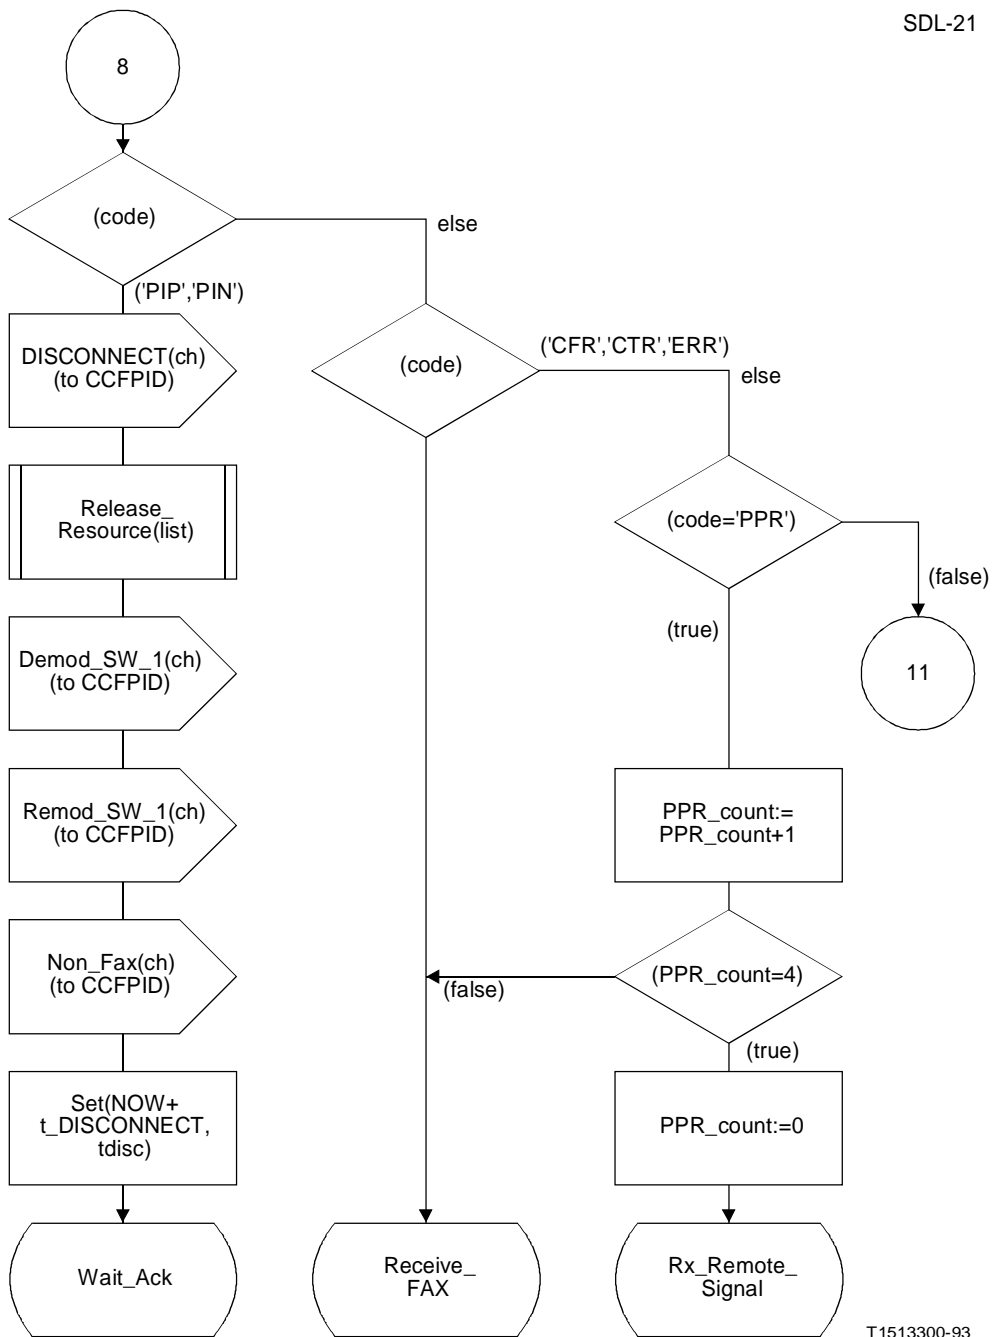 SDL-21
8
(code)
else
('PIP','PIN')
DISCONNECT(ch)
(to CCFPID)
(code)
('CFR','CTR','ERR')
else
Release_
Resource(list)
(code='PPR')
(false)
(true)
11
Demod_SW_1(ch)
(to CCFPID)
Remod_SW_1(ch)
(to CCFPID)
PPR_count:=
PPR_count+1
Non_Fax(ch)
(to CCFPID)
(PPR_count=4)
(false)
(true)
Set(NOW+
t_DISCONNECT,
tdisc)
PPR_count:=0
Wait_Ack
Receive_
FAX
Rx_Remote_
Signal
T1513300-93